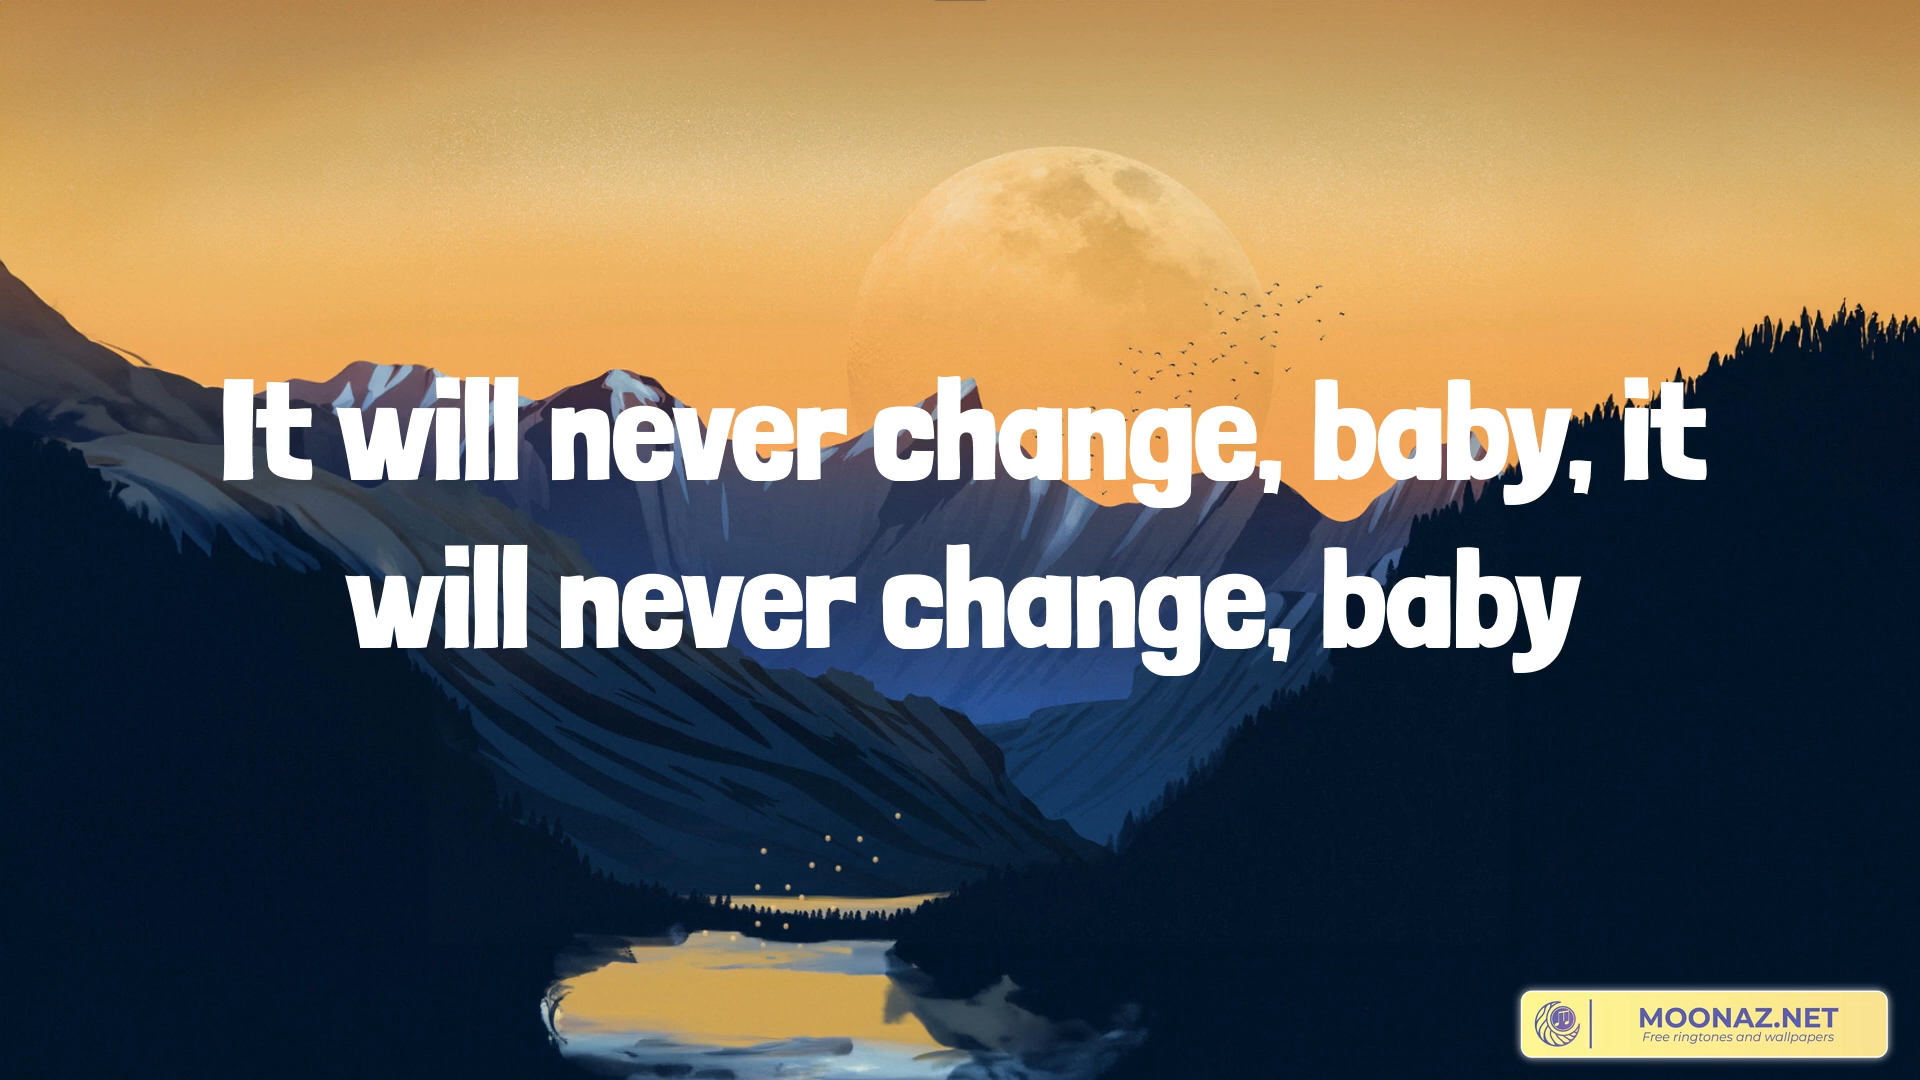 It will never change, baby, it
will never change, baby
MOONAZ.NET
Free ringtones and wallpapers